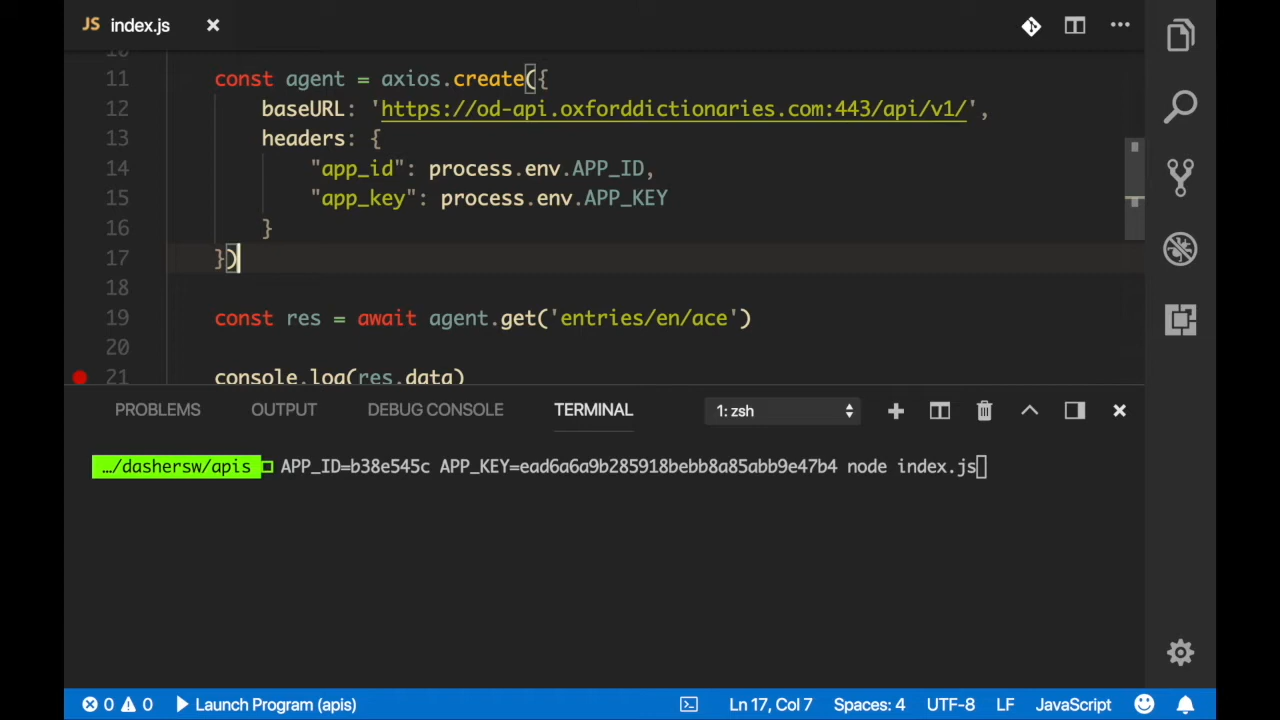 JS index.js
11 const agent = axios.create({
12 baseURL: 'https://od-api.oxforddictionaries.com:443/api/v1/',
13 headers: {
14 "app_id": process.env.APP_ID,
15 "app_key": process.env.APP_KEY
16 }
17 })
18
19 const res = await agent.get('entries/en/ace')
20
21 console.log(res.data)
PROBLEMS OUTPUT DEBUG CONSOLE TERMINAL 1: zsh
…/dashersw/apis APP_ID=b38e545c APP_KEY=ead6a6a9b285918bebb8a85abb9e47b4 node index.js
0 0 Launch Program (apis) Ln 17, Col 7 Spaces: 4 UTF-8 LF JavaScript